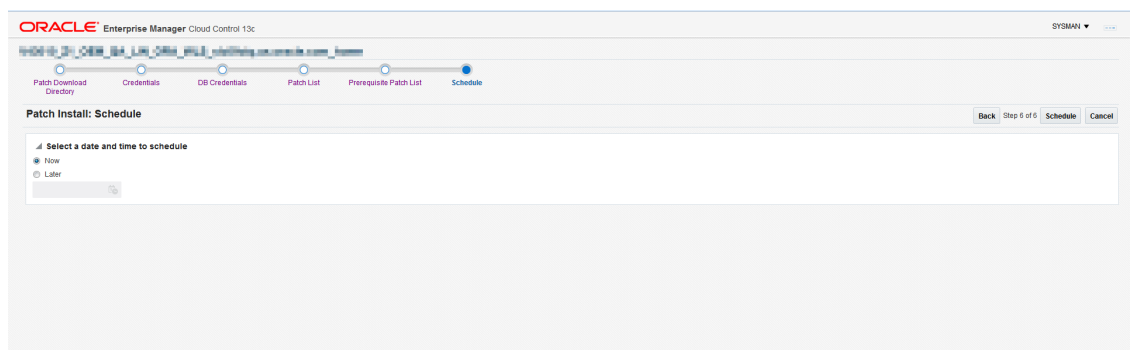 ORACLE Enterprise Manager Cloud Control 13c
SYSMAN
Patch Download Directory
Credentials
DB Credentials
Patch List
Prerequisite Patch List
Schedule
Patch Install: Schedule
Back Step 6 of 6 Schedule Cancel
Select a date and time to schedule
Now
Later